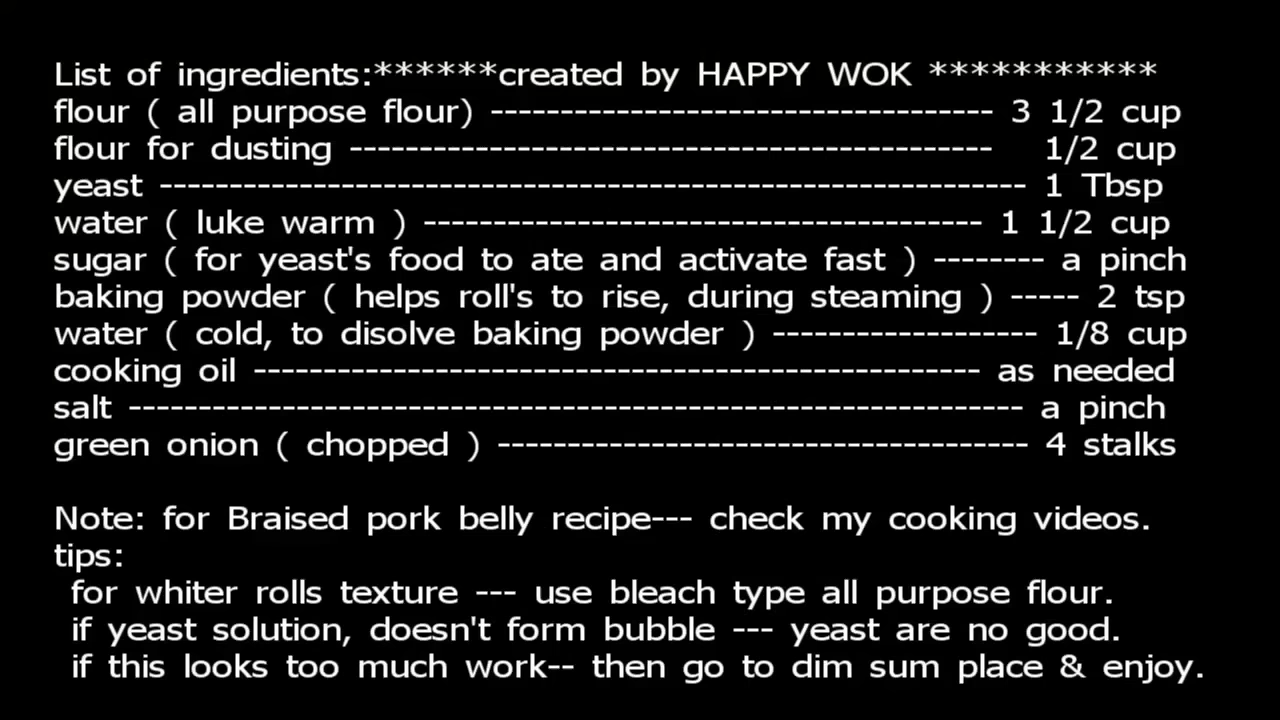 List of ingredients:******created by HAPPY WOK ***********
flour ( all purpose flour) ------------------------------------ 3 1/2 cup
flour for dusting ---------------------------------------------- 1/2 cup
yeast -------------------------------------------------------------- 1 Tbsp
water ( luke warm ) ---------------------------------------- 1 1/2 cup
sugar ( for yeast's food to ate and activate fast ) -------- a pinch
baking powder ( helps roll's to rise, during steaming ) ----- 2 tsp
water ( cold, to disolve baking powder ) ------------------- 1/8 cup
cooking oil ---------------------------------------------------- as needed
salt ---------------------------------------------------------------- a pinch
green onion ( chopped ) -------------------------------------- 4 stalks
Note: for Braised pork belly recipe--- check my cooking videos.
tips:
for whiter rolls texture --- use bleach type all purpose flour.
if yeast solution, doesn't form bubble --- yeast are no good.
if this looks too much work-- then go to dim sum place & enjoy.